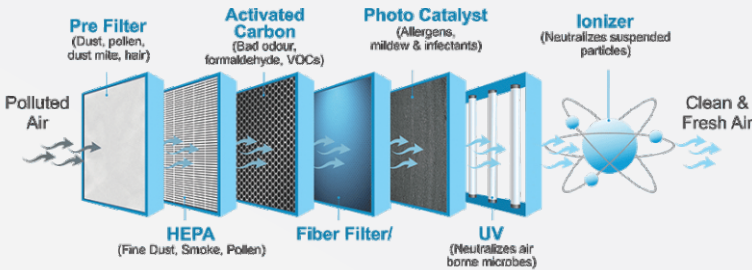 Pre Filter
(Dust, pollen,
dust mite, hair)
Activated
Carbon
(Bad odour,
formaldehyde, VOCs)
Photo Catalyst
(Allergens,
mildew & infectants)
Ionizer
(Neutralizes suspended
particles)
Polluted
Air
Clean &
Fresh Air
HEPA
(Fine Dust, Smoke, Pollen)
Fiber Filter/
UV
(Neutralizes air
borne microbes)